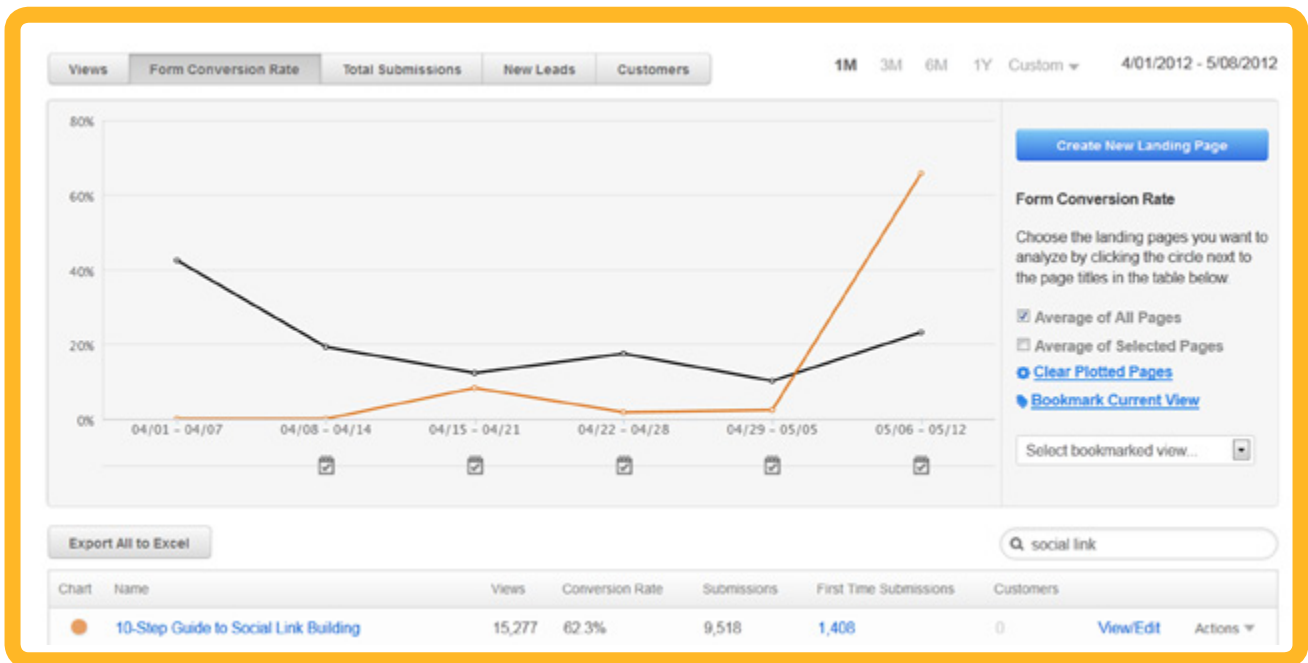 Views Form Conversion Rate Total Submissions New Leads Customers 1M 3M 6M 1Y Custom 4/01/2012 - 5/08/2012
80%
60%
40%
20%
0%
04/01 - 04/07 04/08 - 04/14 04/15 - 04/21 04/22 - 04/28 04/29 - 05/05 05/06 - 05/12
Create New Landing Page
Form Conversion Rate
Choose the landing pages you want to
analyze by clicking the circle next to
the page titles in the table below
Average of All Pages
Average of Selected Pages
Clear Plotted Pages
Bookmark Current View
Select bookmarked view...
Export All to Excel
social link
Chart Name Views Conversion Rate Submissions First Time Submissions Customers
10-Step Guide to Social Link Building 15,277 62.3% 9,518 1,408 0 View/Edit Actions